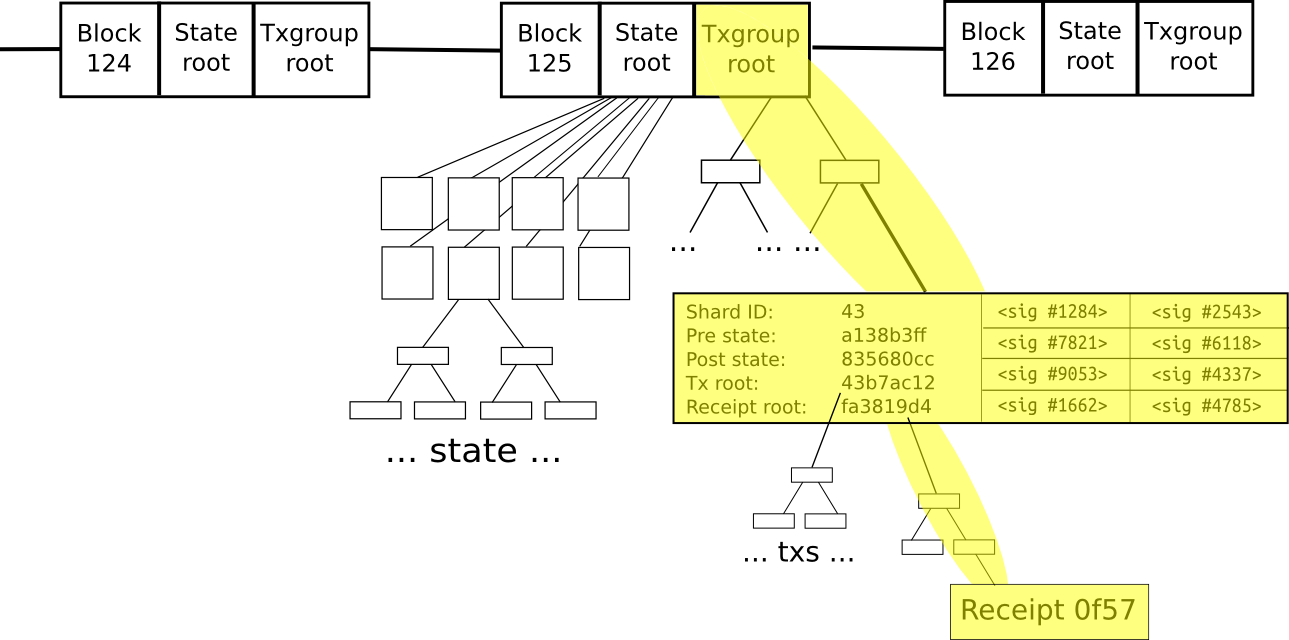 Block 124
State root
Txgroup root
Block 125
State root
Txgroup root
Block 126
State root
Txgroup root
...
... ...
Shard ID: 43
Pre state: a138b3ff
Post state: 835680cc
Tx root: 43b7ac12
Receipt root: fa3819d4
<sig #1284> <sig #2543>
<sig #7821> <sig #6118>
<sig #9053> <sig #4337>
<sig #1662> <sig #4785>
... state ...
... txs ...
Receipt 0f57